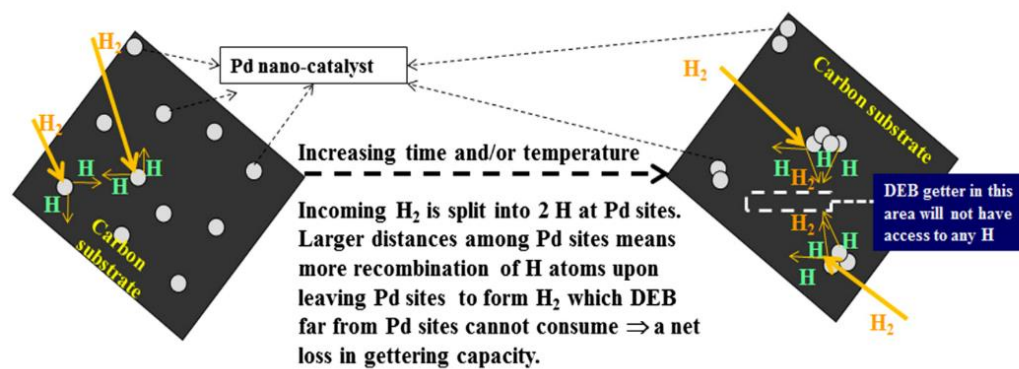 H₂
H₂
H
H
H
H
H
Carbon
substrate
Pd nano-catalyst
Increasing time and/or temperature
Incoming H₂ is split into 2 H at Pd sites.
Larger distances among Pd sites means
more recombination of H atoms upon
leaving Pd sites to form H₂ which DEB
far from Pd sites cannot consume ⇒ a net
loss in gettering capacity.
Carbon substrate
H₂
H
H
H
H₂
H₂
H
H
H
H₂
DEB getter in this
area will not have
access to any H